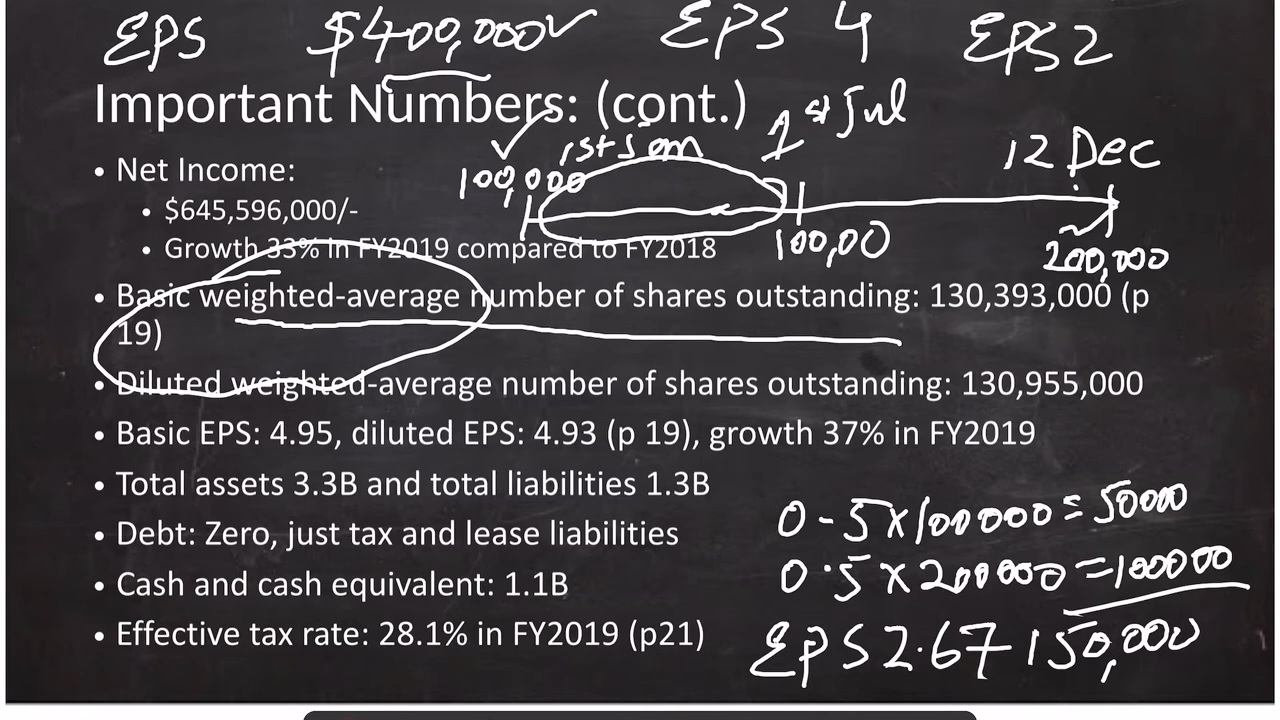 EPS $400,000 EPS 4 EPS 2
Important Numbers: (cont.)
1st Jan 1st Jul
12 Dec
100,000
• Net Income:
• $645,596,000/-
100,00
• Growth 33% in FY2019 compared to FY2018
200,000
• Basic weighted-average number of shares outstanding: 130,393,000 (p
19)
• Diluted weighted-average number of shares outstanding: 130,955,000
• Basic EPS: 4.95, diluted EPS: 4.93 (p 19), growth 37% in FY2019
• Total assets 3.3B and total liabilities 1.3B
0-5×100000=50000
• Debt: Zero, just tax and lease liabilities
0.5×200000=100000
• Cash and cash equivalent: 1.1B
• Effective tax rate: 28.1% in FY2019 (p21)
EPS 2.67 150,000